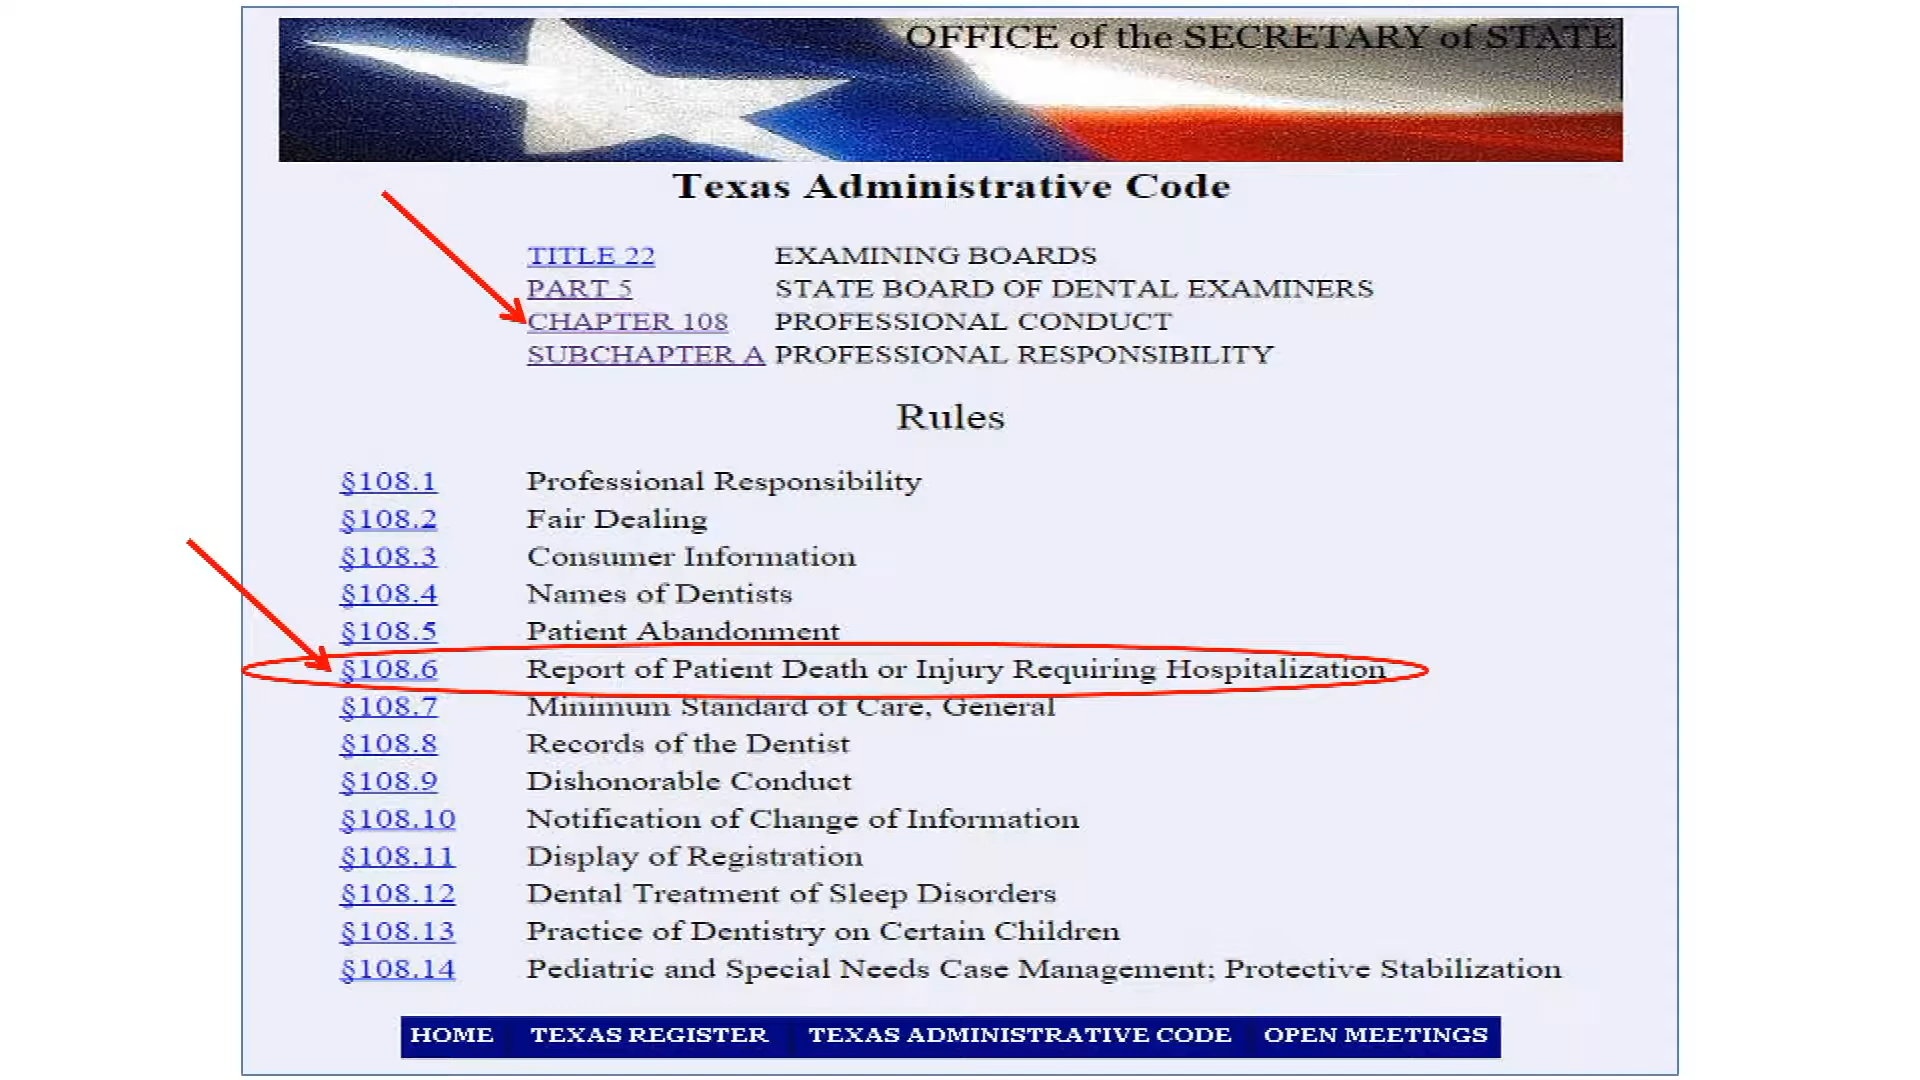 OFFICE of the SECRETARY of STATE
Texas Administrative Code
TITLE 22 EXAMINING BOARDS
PART 5 STATE BOARD OF DENTAL EXAMINERS
CHAPTER 108 PROFESSIONAL CONDUCT
SUBCHAPTER A PROFESSIONAL RESPONSIBILITY
Rules
§108.1 Professional Responsibility
§108.2 Fair Dealing
§108.3 Consumer Information
§108.4 Names of Dentists
§108.5 Patient Abandonment
§108.6 Report of Patient Death or Injury Requiring Hospitalization
§108.7 Minimum Standard of Care, General
§108.8 Records of the Dentist
§108.9 Dishonorable Conduct
§108.10 Notification of Change of Information
§108.11 Display of Registration
§108.12 Dental Treatment of Sleep Disorders
§108.13 Practice of Dentistry on Certain Children
§108.14 Pediatric and Special Needs Case Management; Protective Stabilization
HOME TEXAS REGISTER TEXAS ADMINISTRATIVE CODE OPEN MEETINGS